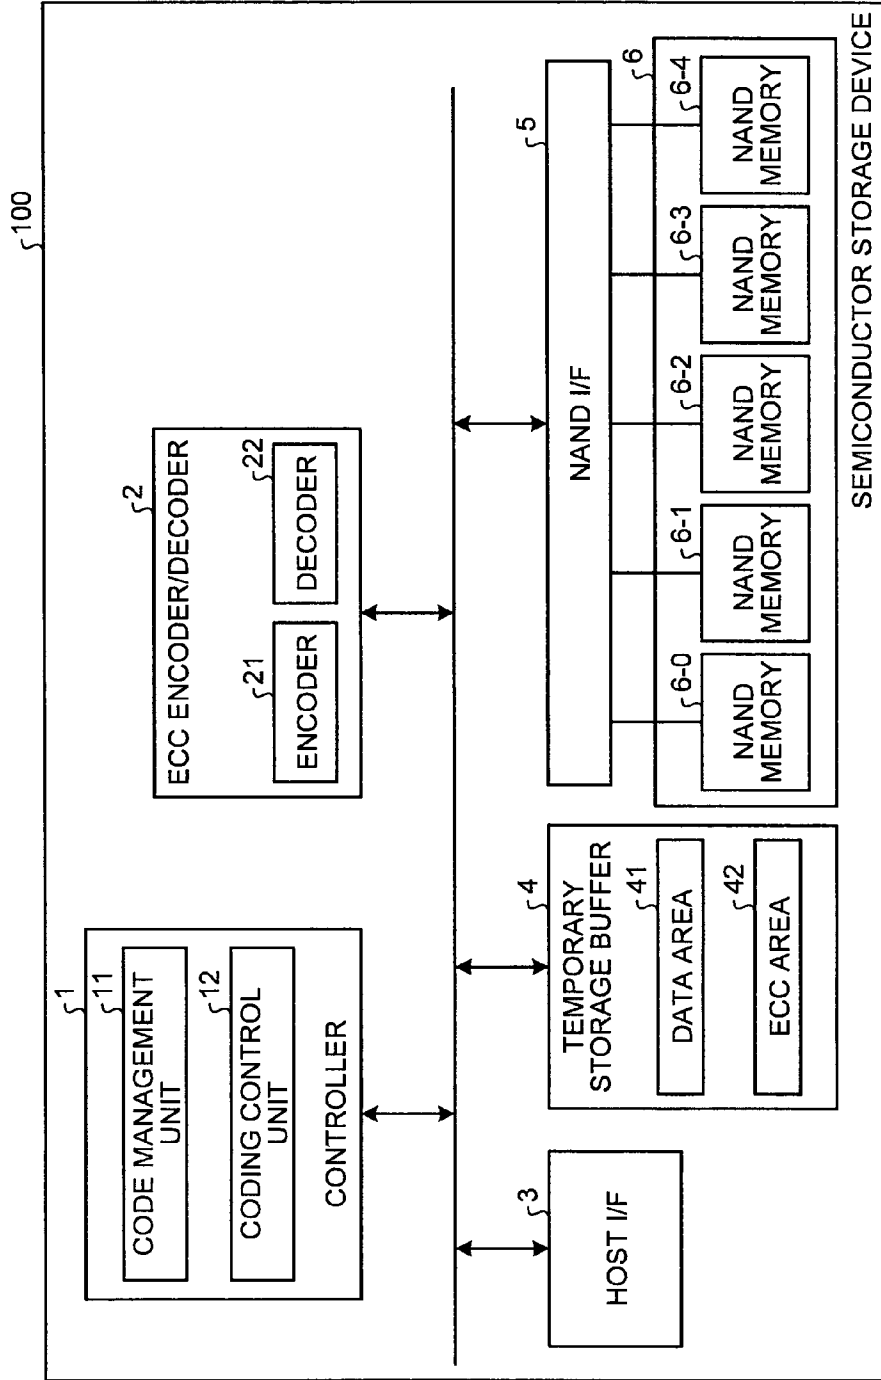 100
1
11
CODE MANAGEMENT
UNIT
12
CODING CONTROL
UNIT
CONTROLLER
2
ECC ENCODER/DECODER
21
ENCODER
22
DECODER
3
HOST I/F
4
TEMPORARY
STORAGE BUFFER
41
DATA AREA
42
ECC AREA
5
NAND I/F
6
6-0
NAND
MEMORY
6-1
NAND
MEMORY
6-2
NAND
MEMORY
6-3
NAND
MEMORY
6-4
NAND
MEMORY
SEMICONDUCTOR STORAGE DEVICE